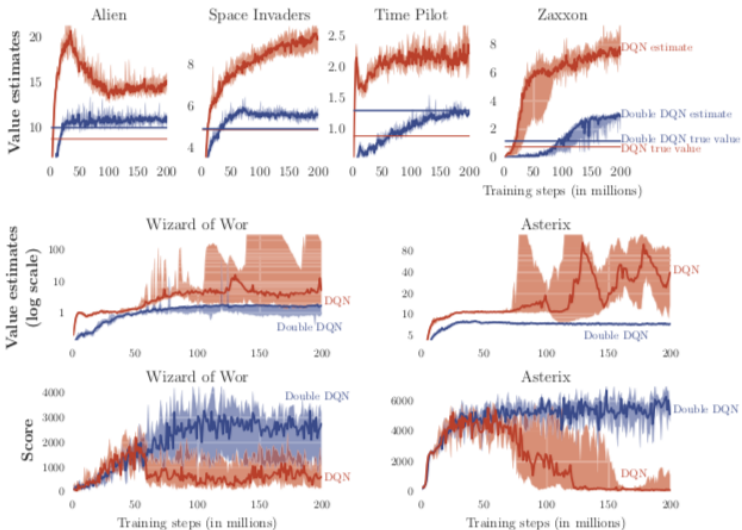 Alien
Space Invaders
Time Pilot
Zaxxon
Value estimates
20
15
10
0 50 100 150 200
8
6
4
0 50 100 150 200
2.5
2.0
1.5
1.0
0 50 100 150 200
8
6
4
2
0
0 50 100 150 200
DQN estimate
Double DQN estimate
Double DQN true value
DQN true value
Training steps (in millions)
Wizard of Wor
Asterix
Value estimates
(log scale)
100
10
1
0 50 100 150 200
DQN
Double DQN
80
40
20
10
5
0 50 100 150 200
DQN
Double DQN
Wizard of Wor
Asterix
Score
4000
3000
2000
1000
0
0 50 100 150 200
Double DQN
DQN
Training steps (in millions)
6000
4000
2000
0
0 50 100 150 200
Double DQN
DQN
Training steps (in millions)